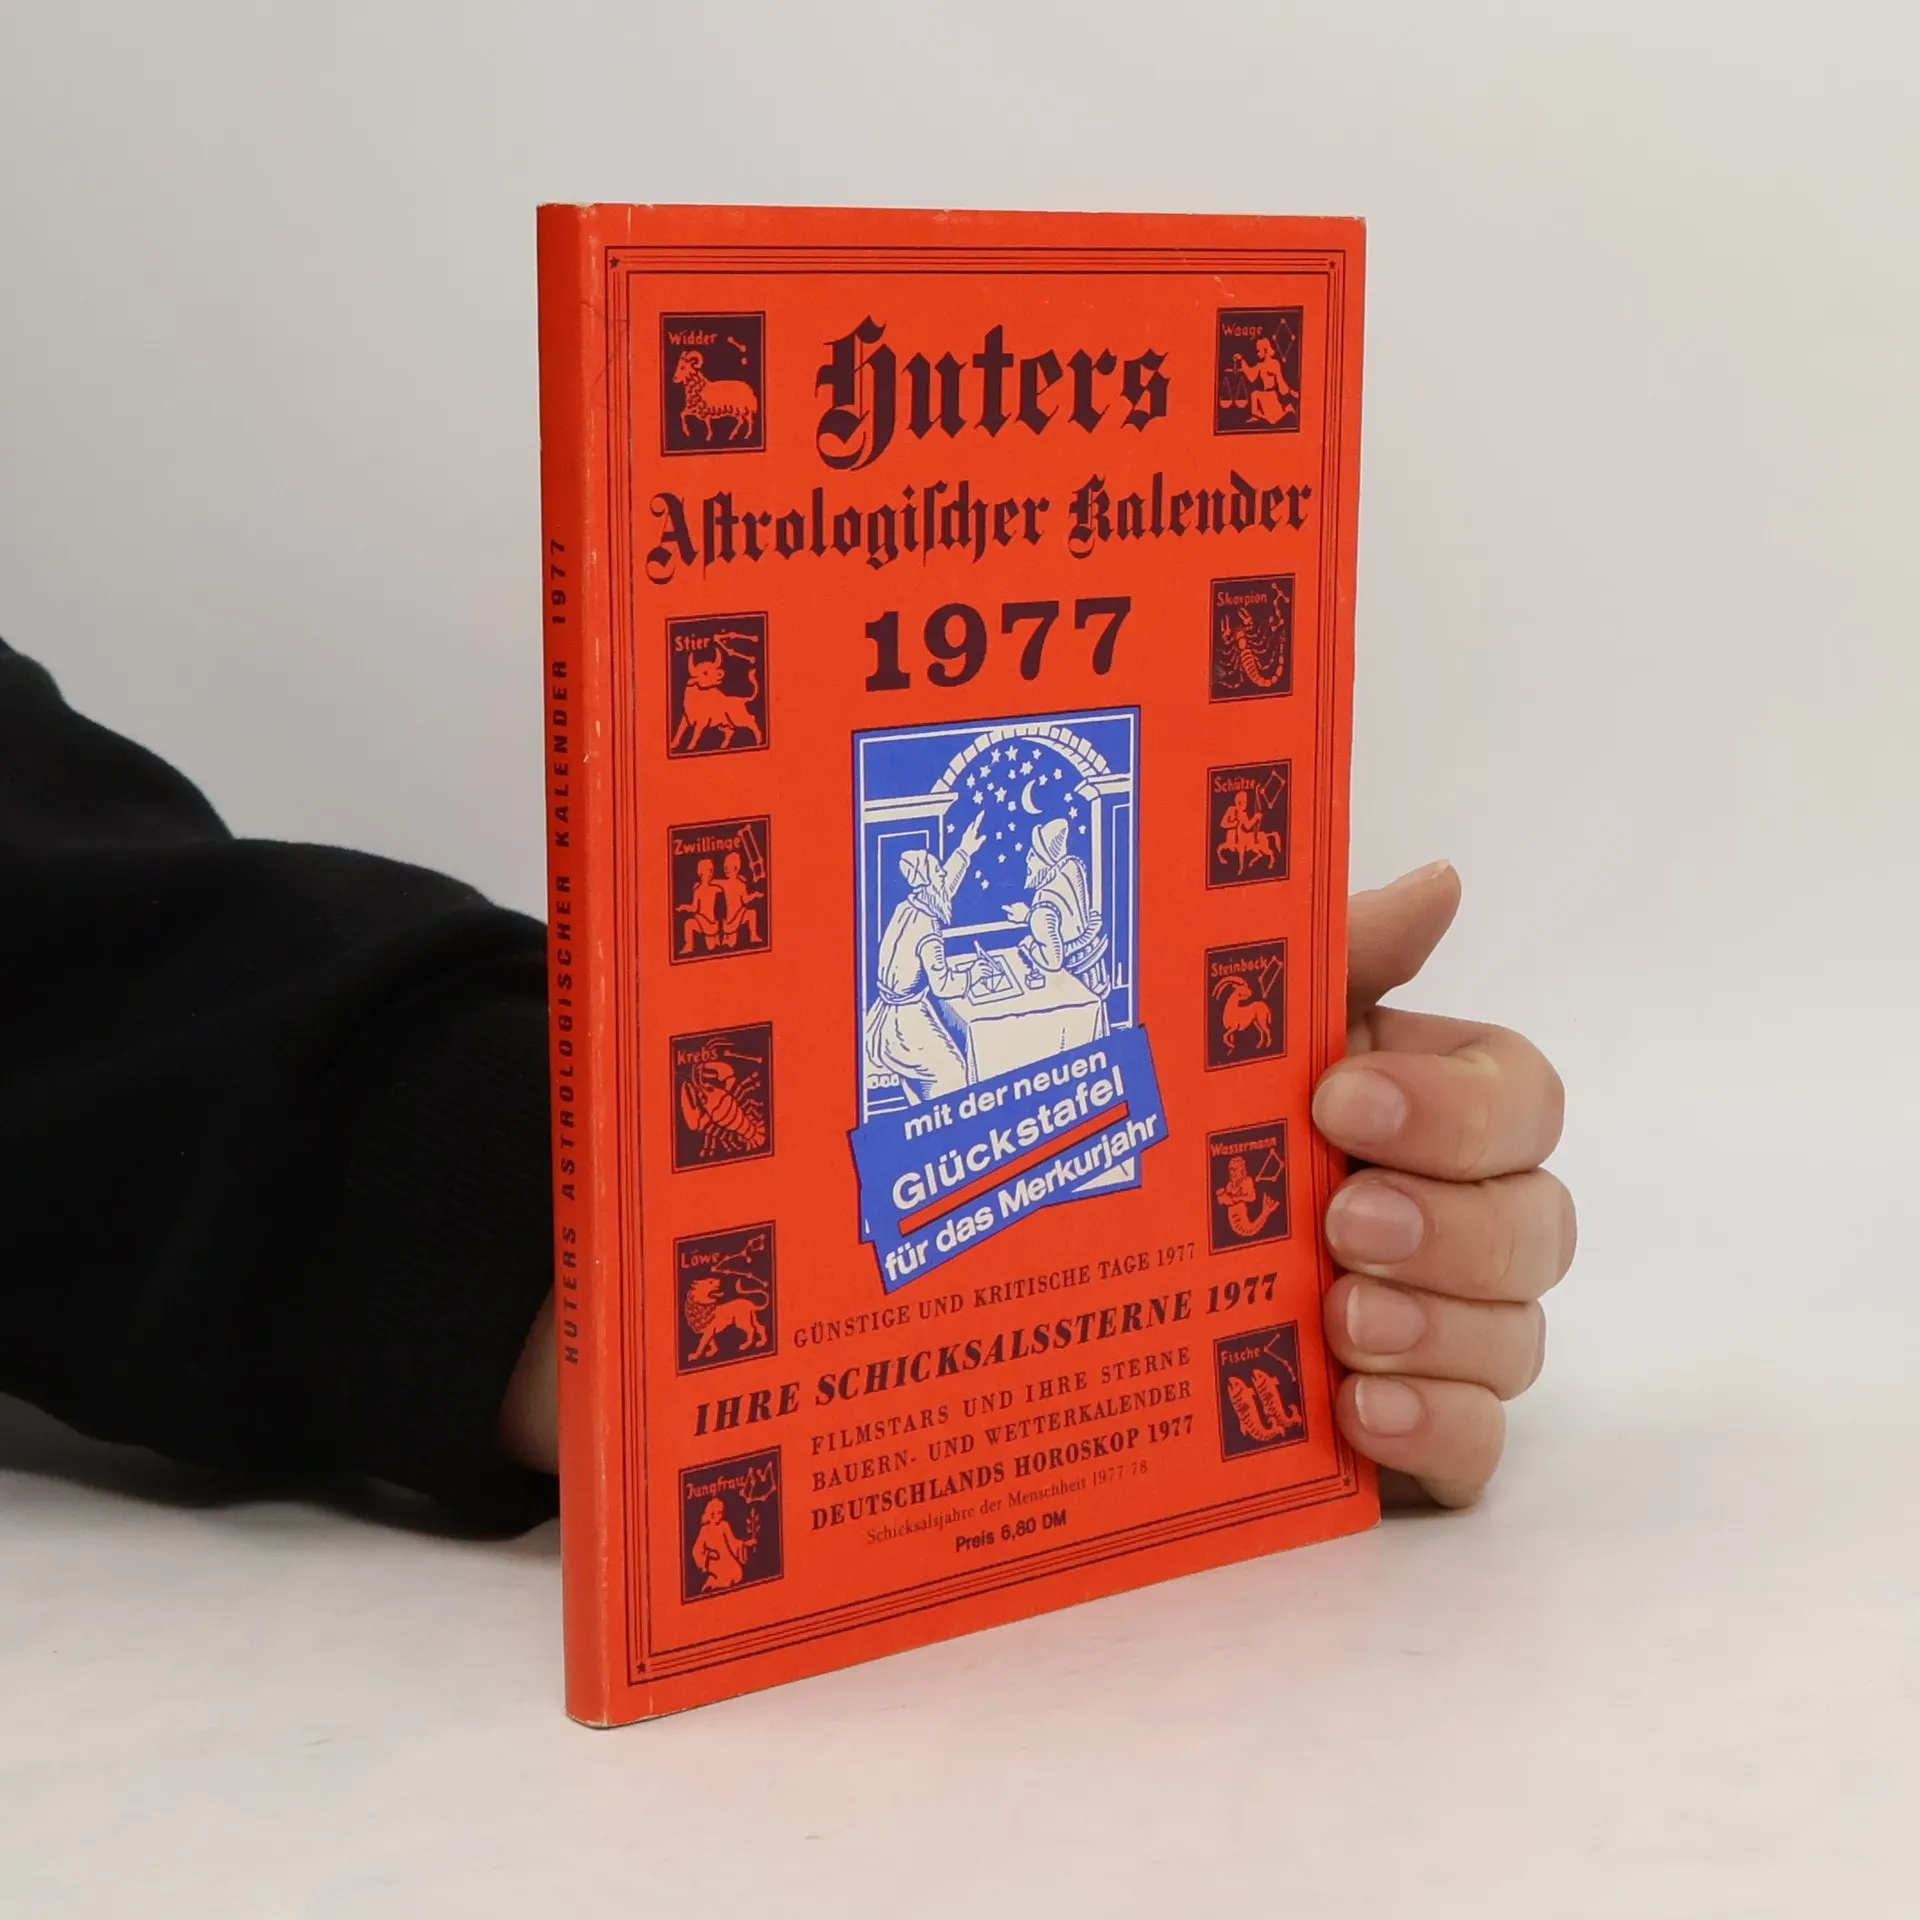 HUTERS ASTROLOGISCHER KALENDER 1977
Widder
Huters
Waage
Aſtrologiſcher Kalender
1977
Stier
Skorpion
Zwillinge
Schütze
Krebs
Steinbock
mit der neuen
Glückstafel
für das Merkurjahr
Wassermann
Löwe
GÜNSTIGE UND KRITISCHE TAGE 1977
IHRE SCHICKSALSSTERNE 1977
FILMSTARS UND IHRE STERNE
BAUERN- UND WETTERKALENDER
DEUTSCHLANDS HOROSKOP 1977
Schicksalsjahre der Menschheit 1977-78
Preis 6,80 DM
Jungfrau
Fische